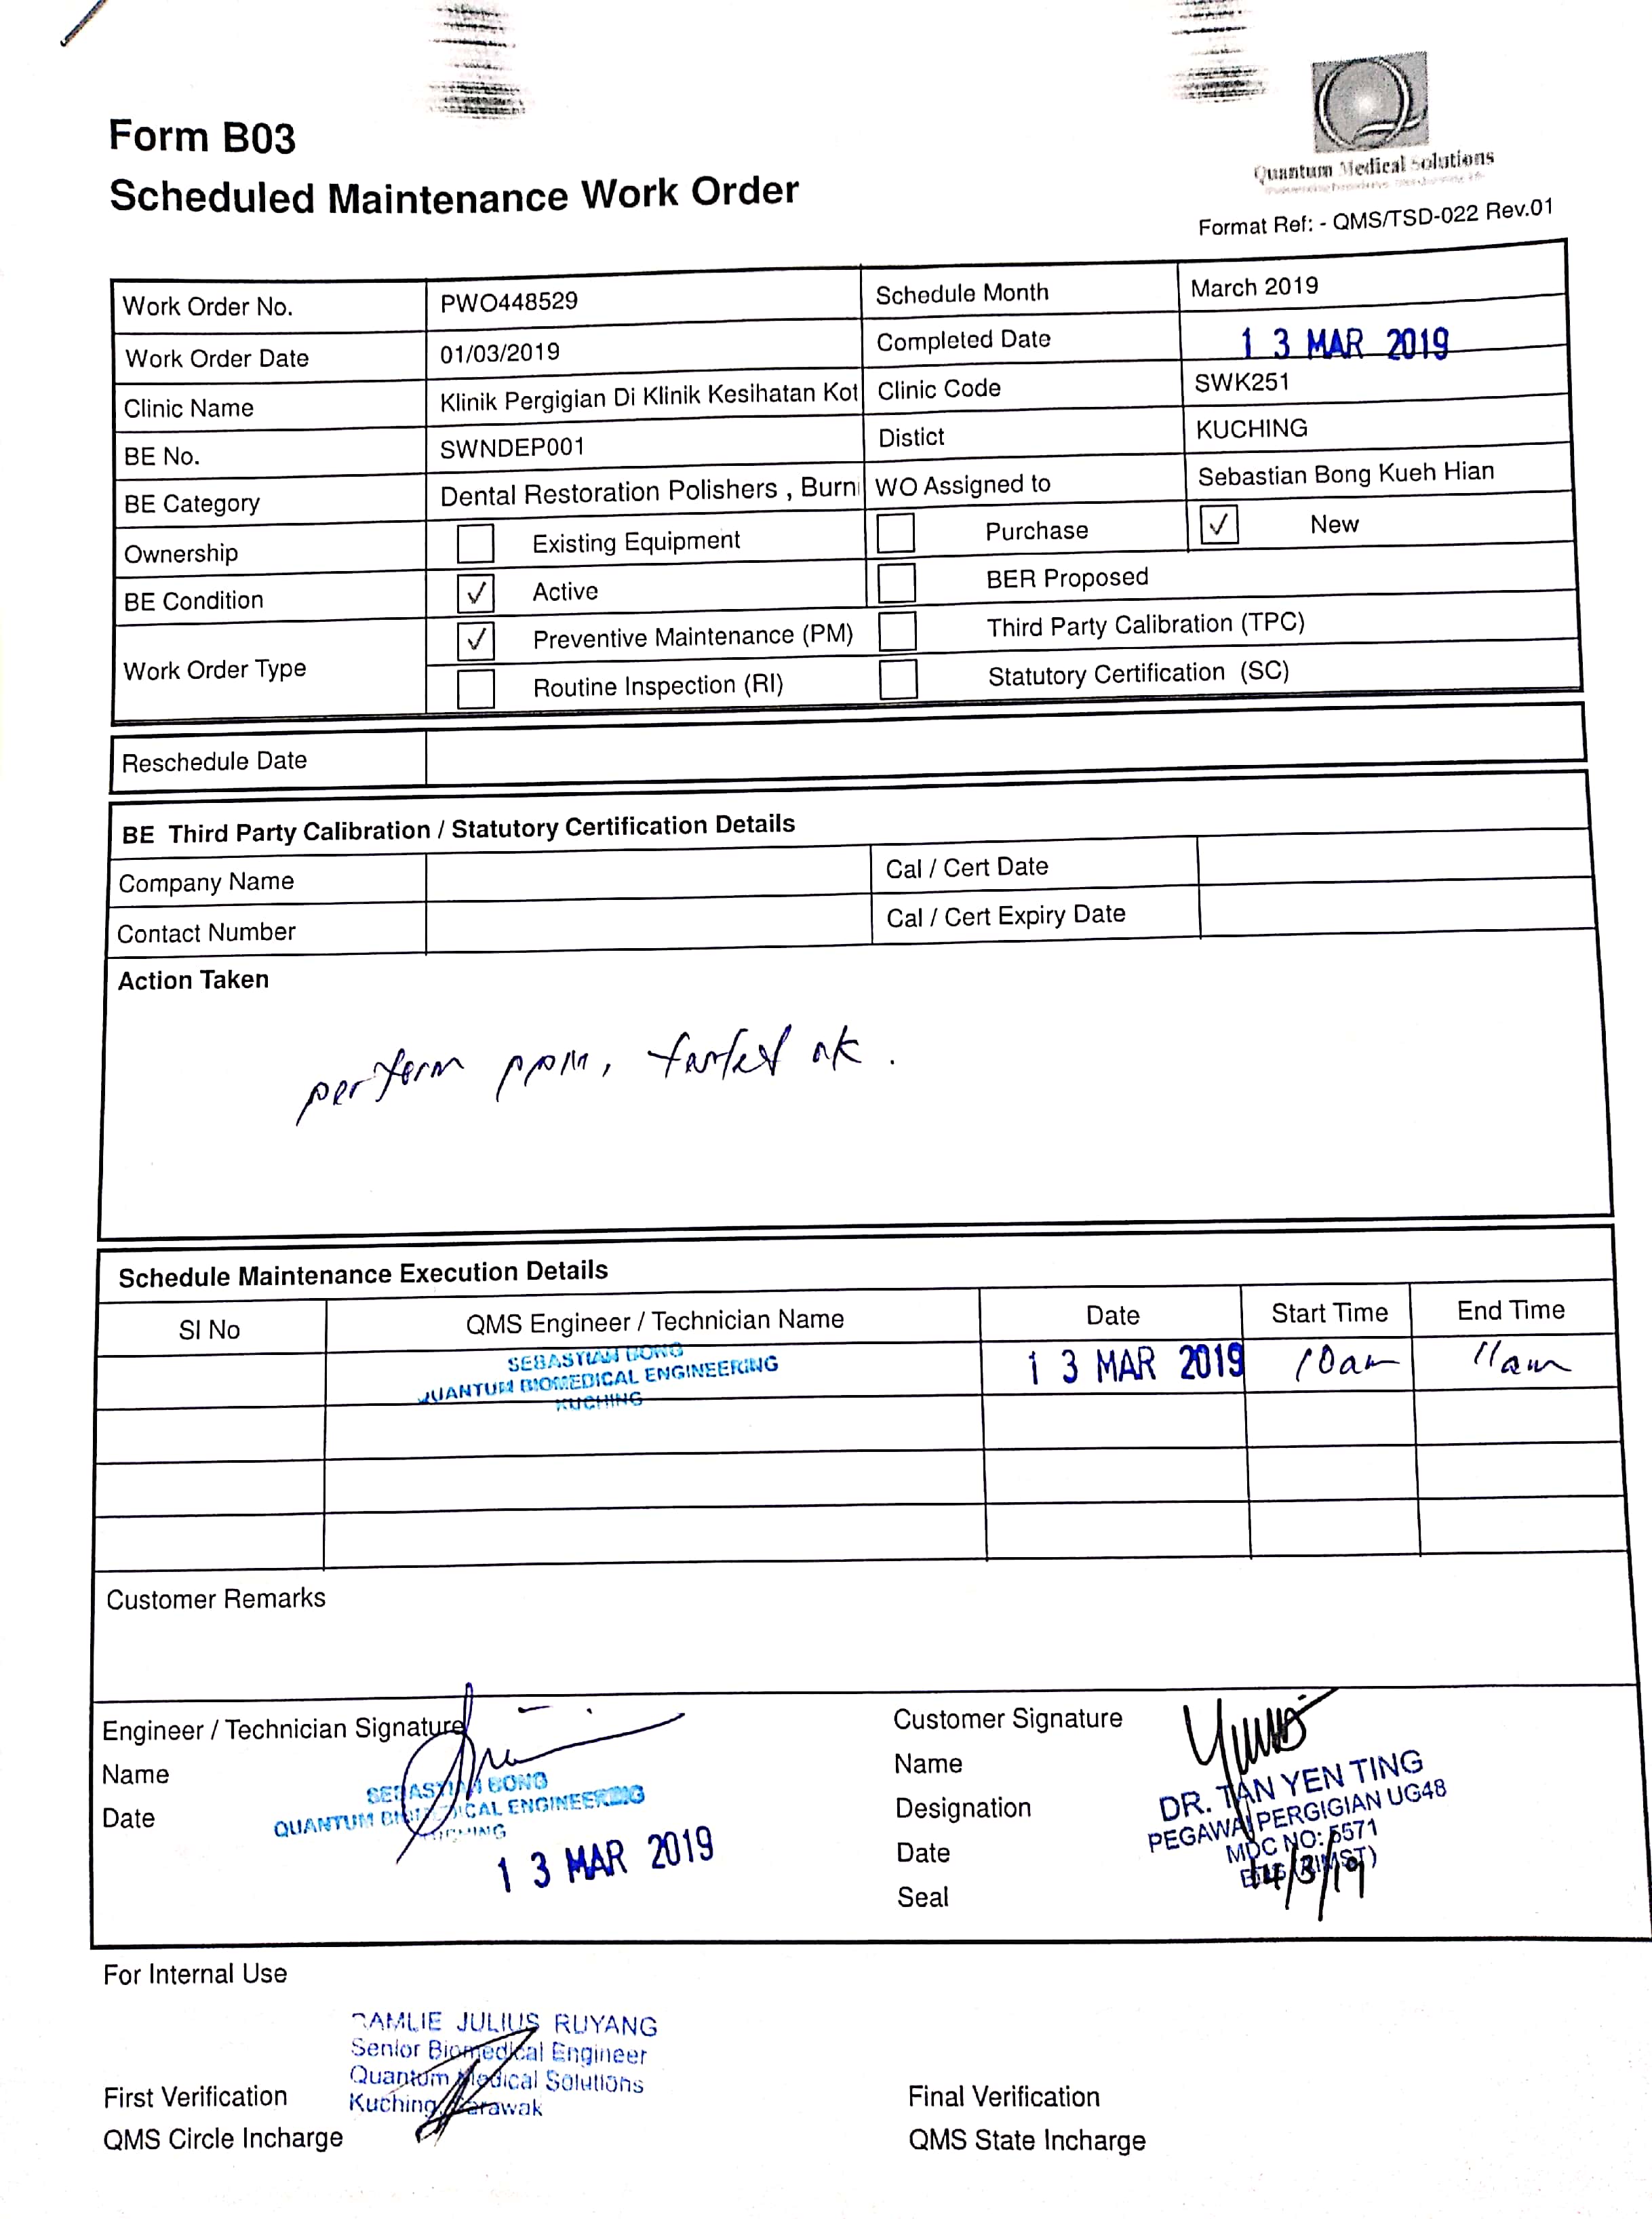 Quantum Medical Solutions
Form B03
Scheduled Maintenance Work Order
Format Ref: - QMS/TSD-022 Rev.01
Work Order No. PWO448529 Schedule Month March 2019
Work Order Date 01/03/2019 Completed Date 13 MAR 2019
Clinic Name Klinik Pergigian Di Klinik Kesihatan Kot Clinic Code SWK251
BE No. SWNDEP001 Distict KUCHING
BE Category Dental Restoration Polishers , Burn WO Assigned to Sebastian Bong Kueh Hian
Ownership Existing Equipment Purchase ✓ New
BE Condition ✓ Active BER Proposed
Work Order Type ✓ Preventive Maintenance (PM) Third Party Calibration (TPC)
Routine Inspection (RI) Statutory Certification (SC)
Reschedule Date
BE Third Party Calibration / Statutory Certification Details
Company Name Cal / Cert Date
Contact Number Cal / Cert Expiry Date
Action Taken
perform ppm, tested ok.
Schedule Maintenance Execution Details
SI No QMS Engineer / Technician Name Date Start Time End Time
SEBASTIAN BONG
QUANTUM BIOMEDICAL ENGINEERING 13 MAR 2019 10am 11am
KUCHING
Customer Remarks
Engineer / Technician Signature
Name
Date
SEBASTIAN BONG
QUANTUM BIOMEDICAL ENGINEERING
KUCHING
13 MAR 2019
Customer Signature
Name
Designation
Date
Seal
DR. TAN YEN TING
PEGAWAI PERGIGIAN UG48
MDC NO: 5571
14/3/19
For Internal Use
RAMLIE JULIUS RUYANG
Senior Biomedical Engineer
Quantum Medical Solutions
Kuching, Sarawak
First Verification
QMS Circle Incharge
Final Verification
QMS State Incharge